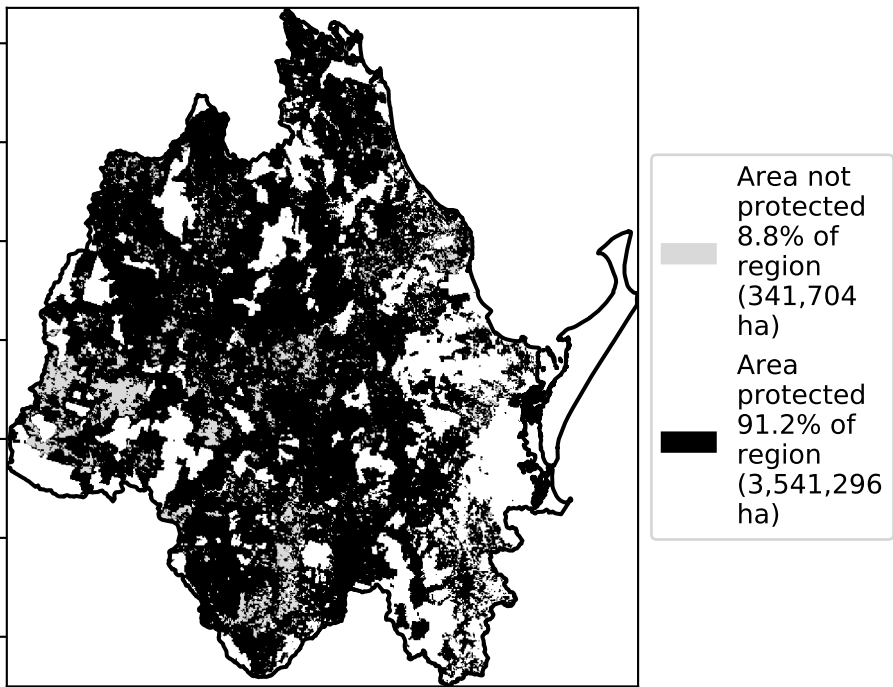 Area not
protected
8.8% of
region
(341,704
ha)
Area
protected
91.2% of
region
(3,541,296
ha)